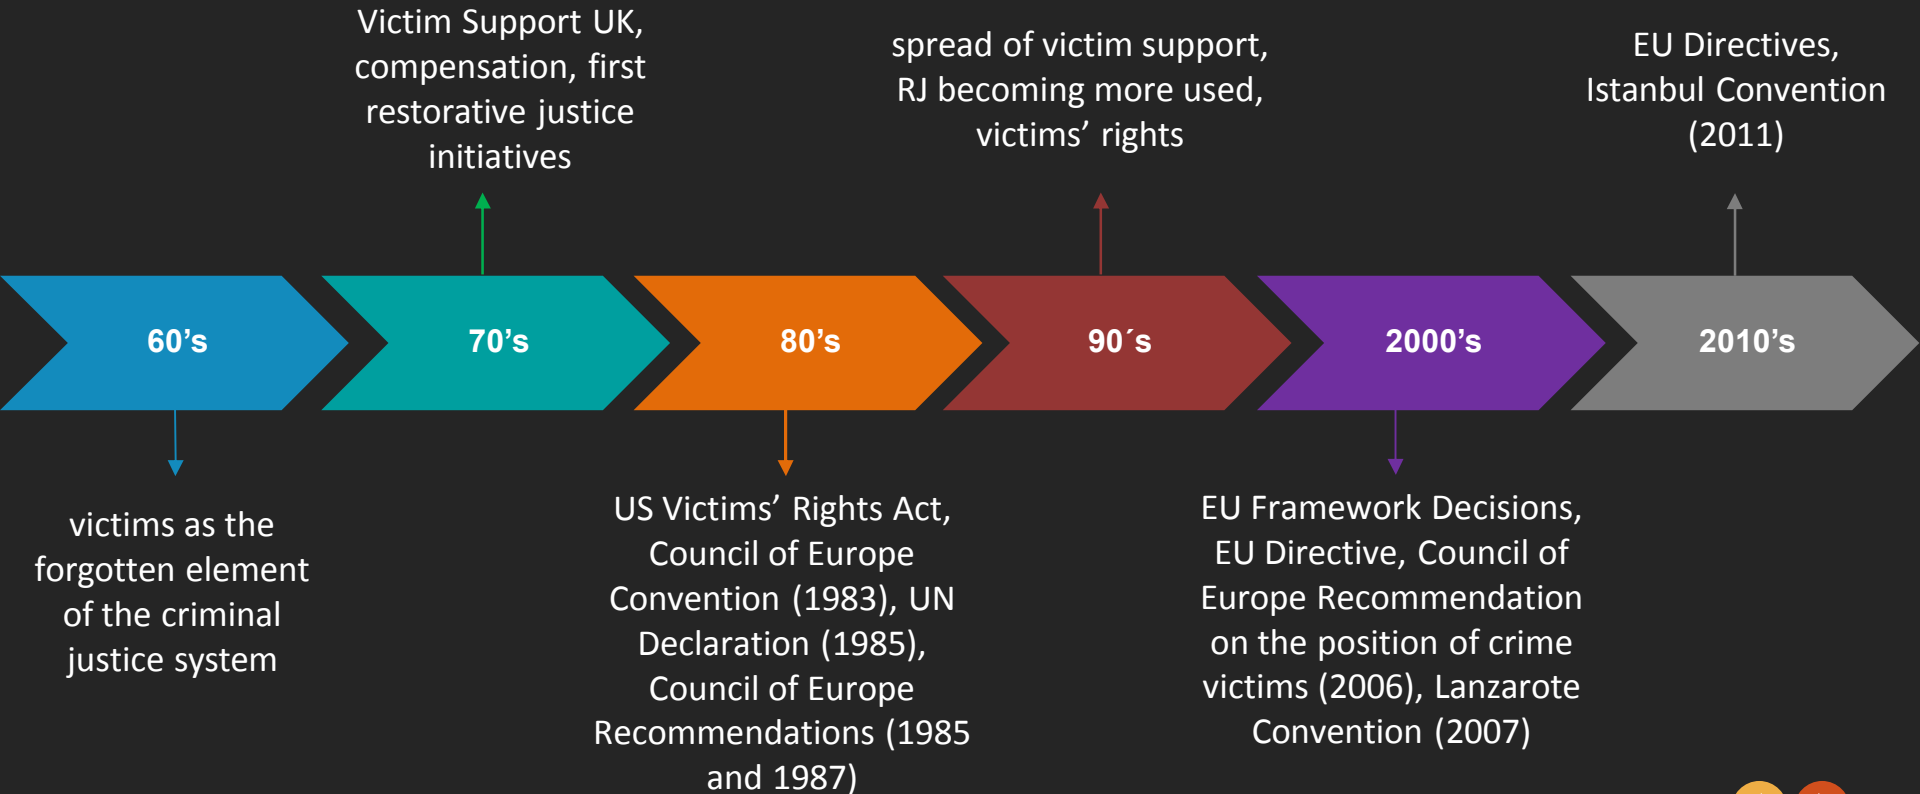 Victim Support UK,
compensation, first
restorative justice
initiatives
spread of victim support,
RJ becoming more used,
victims’ rights
EU Directives,
Istanbul Convention
(2011)
60’s
70’s
80’s
90´s
2000’s
2010’s
victims as the
forgotten element
of the criminal
justice system
US Victims’ Rights Act,
Council of Europe
Convention (1983), UN
Declaration (1985),
Council of Europe
Recommendations (1985
and 1987)
EU Framework Decisions,
EU Directive, Council of
Europe Recommendation
on the position of crime
victims (2006), Lanzarote
Convention (2007)